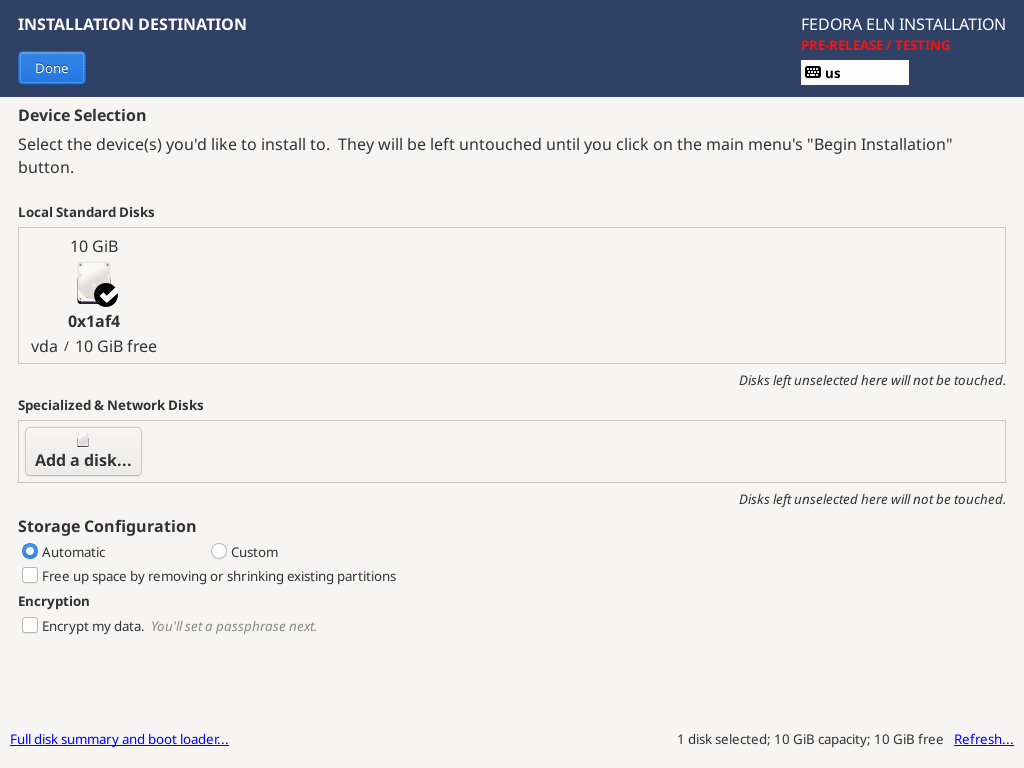 INSTALLATION DESTINATION
FEDORA ELN INSTALLATION
PRE-RELEASE / TESTING
Done
us
Device Selection
Select the device(s) you'd like to install to.  They will be left untouched until you click on the main menu's "Begin Installation"
button.
Local Standard Disks
10 GiB
0x1af4
vda / 10 GiB free
Disks left unselected here will not be touched.
Specialized & Network Disks
Add a disk...
Disks left unselected here will not be touched.
Storage Configuration
Automatic
Custom
Free up space by removing or shrinking existing partitions
Encryption
Encrypt my data. You'll set a passphrase next.
Full disk summary and boot loader...
1 disk selected; 10 GiB capacity; 10 GiB free Refresh...